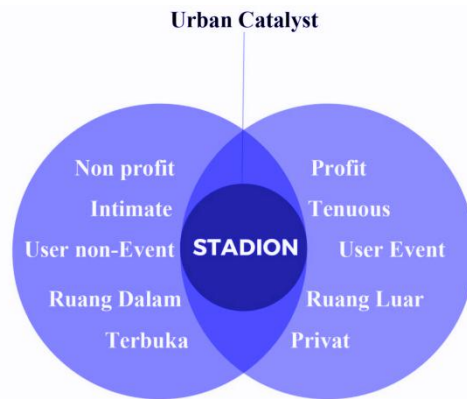 Urban Catalyst
Non profit
Profit
Intimate
Tenuous
User non-Event
STADION
User Event
Ruang Dalam
Ruang Luar
Terbuka
Privat